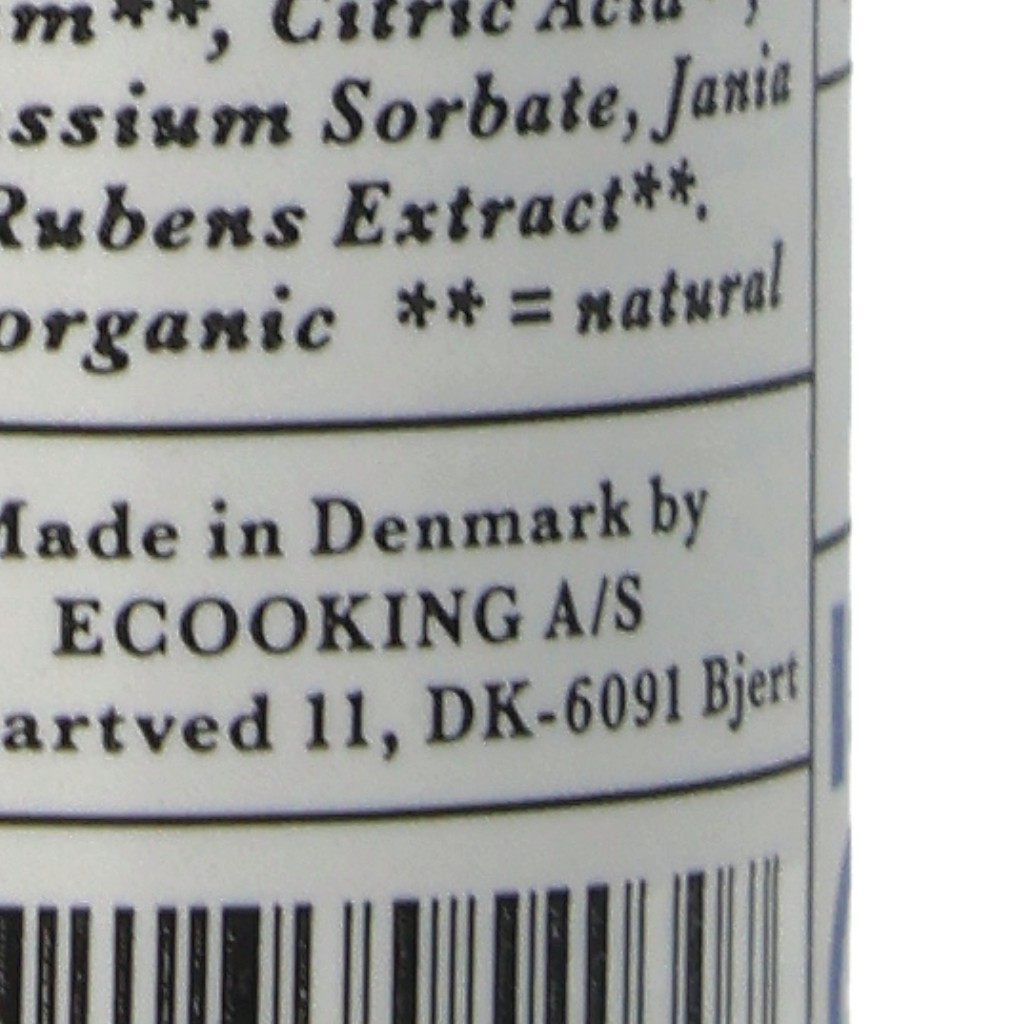 m**, Citric Acid**,
ssium Sorbate, Jania
Rubens Extract**.
organic ** = natural
Made in Denmark by
ECOOKING A/S
artved 11, DK-6091 Bjert